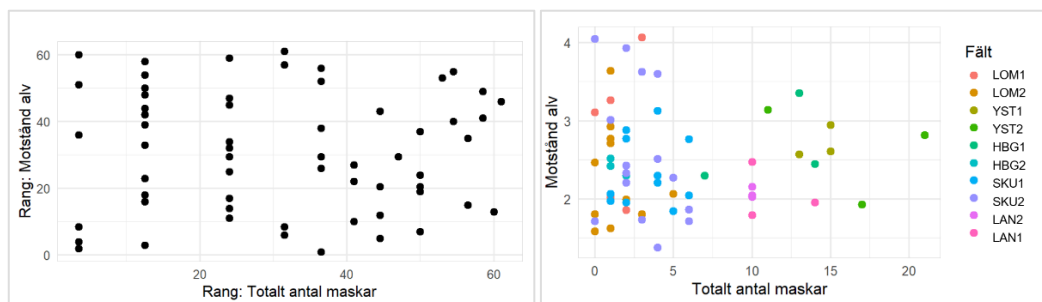 60
40
20
0
Rang: Motstånd alv
20
40
60
Rang: Totalt antal maskar
4
3
2
Motstånd alv
0
5
10
15
20
Totalt antal maskar
Fält
LOM1
LOM2
YST1
YST2
HBG1
HBG2
SKU1
SKU2
LAN2
LAN1